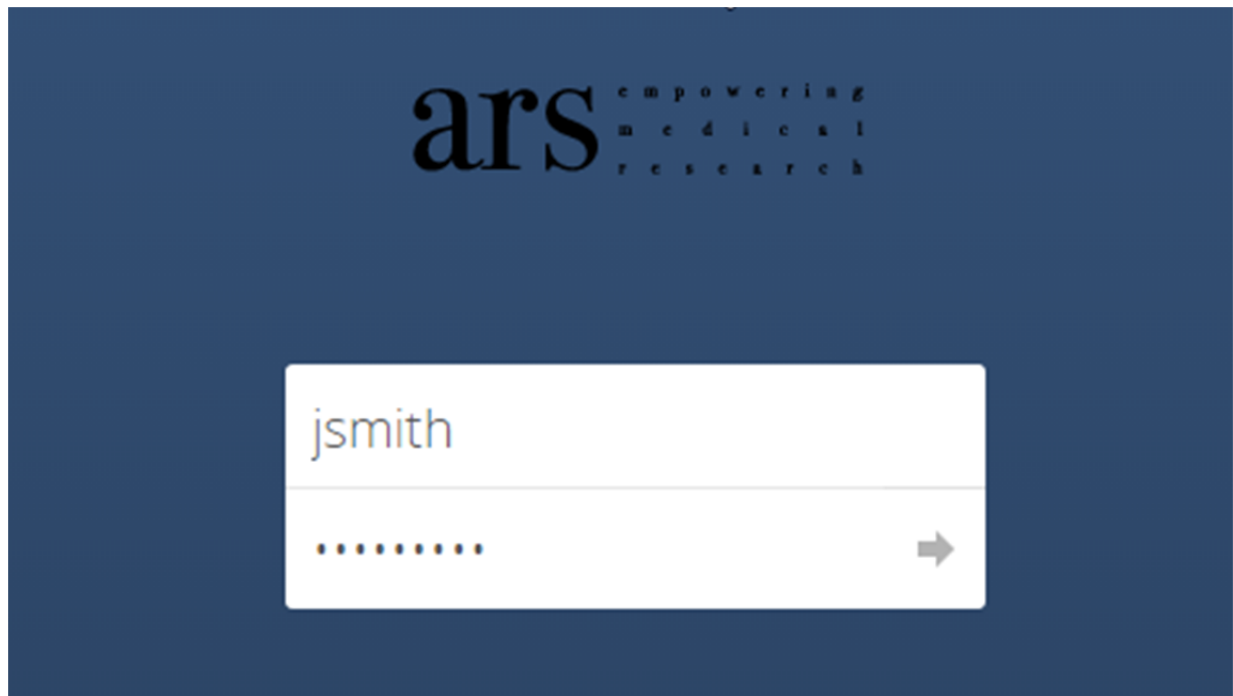 ars
empowering
medical
research
jsmith
•••••••••